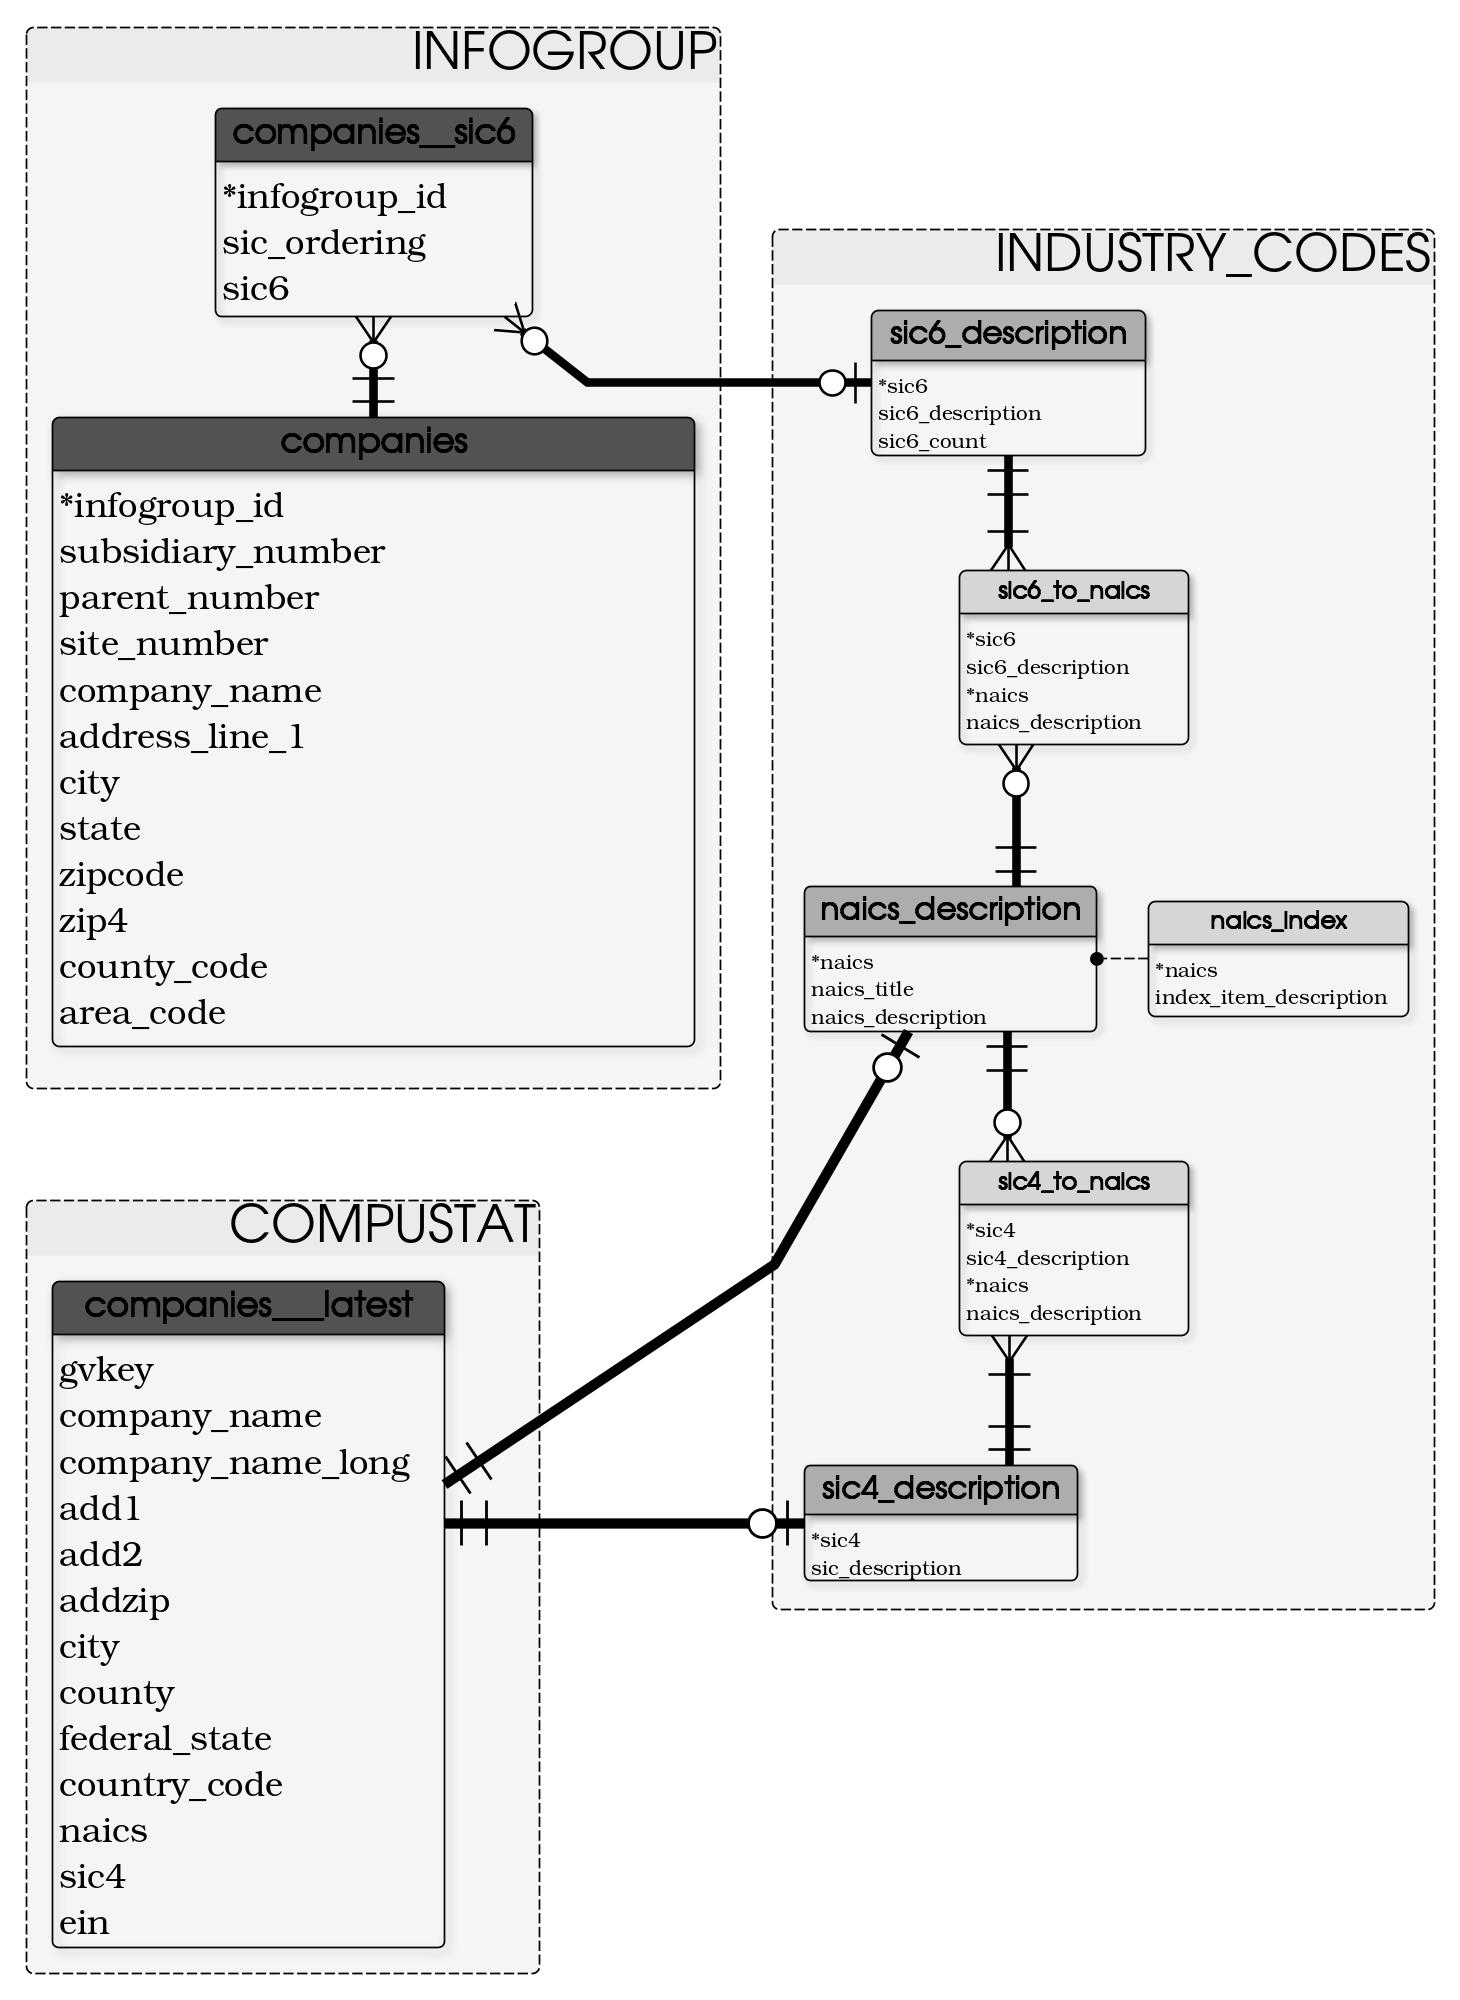 INFOGROUP
companies__sic6
*infogroup_id
sic_ordering
sic6
companies
*infogroup_id
subsidiary_number
parent_number
site_number
company_name
address_line_1
city
state
zipcode
zip4
county_code
area_code
INDUSTRY_CODES
sic6_description
*sic6
sic6_description
sic6_count
sic6_to_naics
*sic6
sic6_description
*naics
naics_description
naics_description
*naics
naics_title
naics_description
naics_index
*naics
index_item_description
sic4_to_naics
*sic4
sic4_description
*naics
naics_description
sic4_description
*sic4
sic_description
COMPUSTAT
companies___latest
gvkey
company_name
company_name_long
add1
add2
addzip
city
county
federal_state
country_code
naics
sic4
ein